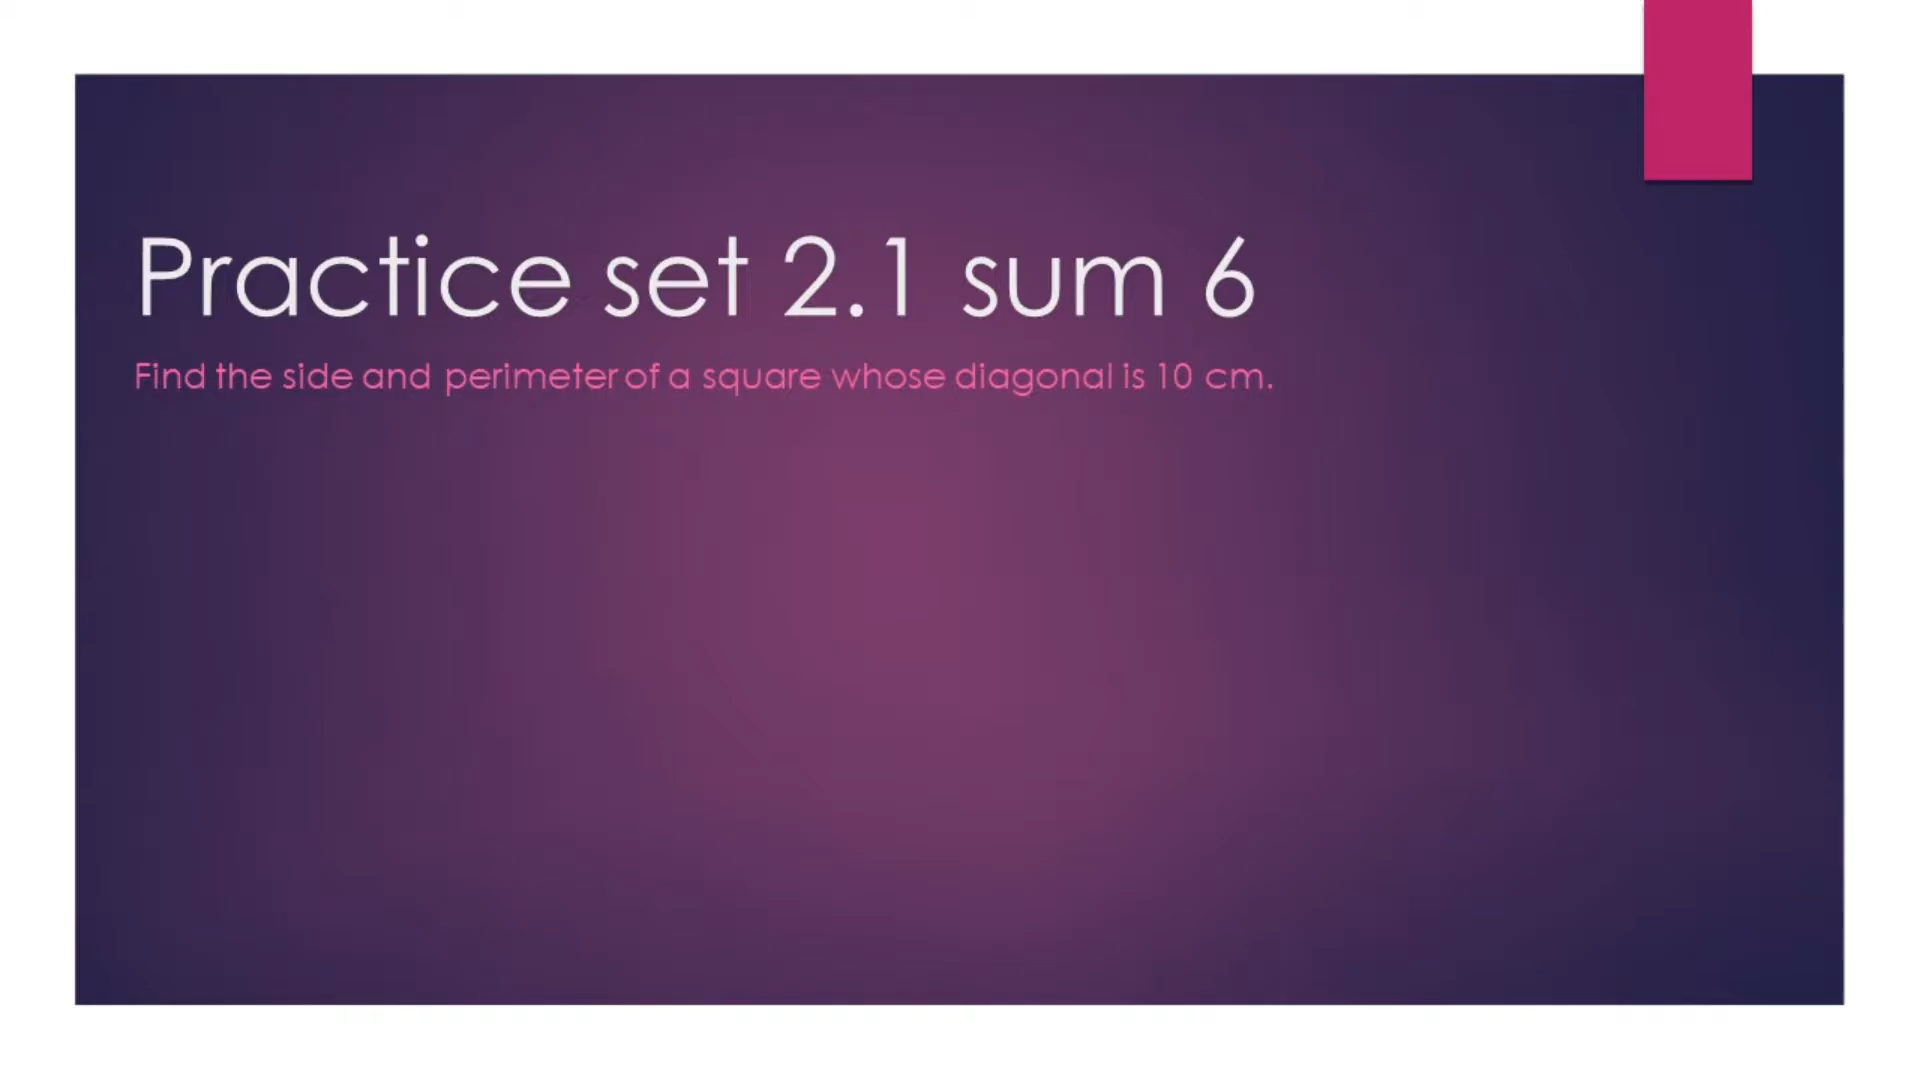 Practice set 2.1 sum 6
Find the side and perimeter of a square whose diagonal is 10 cm.